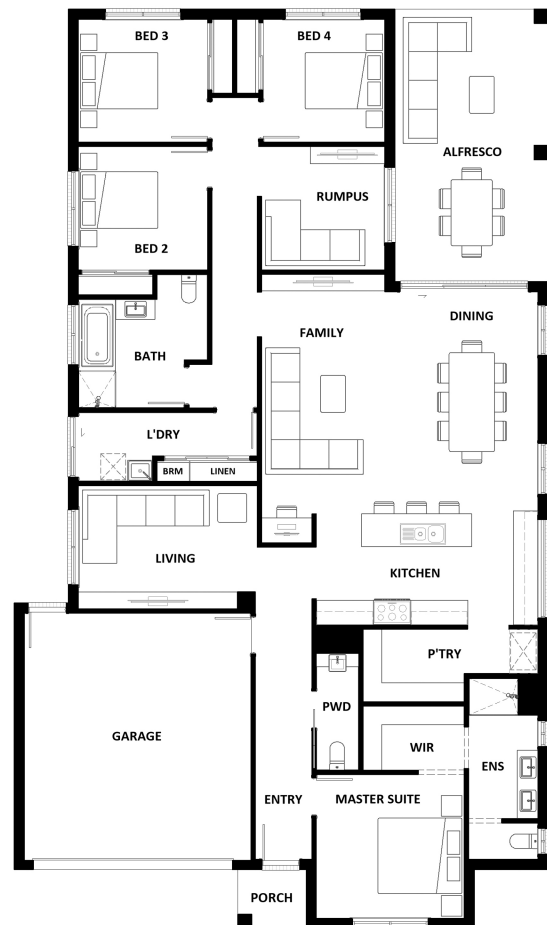 BED 3
BED 4
ALFRESCO
RUMPUS
BED 2
DINING
FAMILY
BATH
L'DRY
BRM
LINEN
LIVING
KITCHEN
P'TRY
PWD
GARAGE
WIR
ENS
ENTRY
MASTER SUITE
PORCH